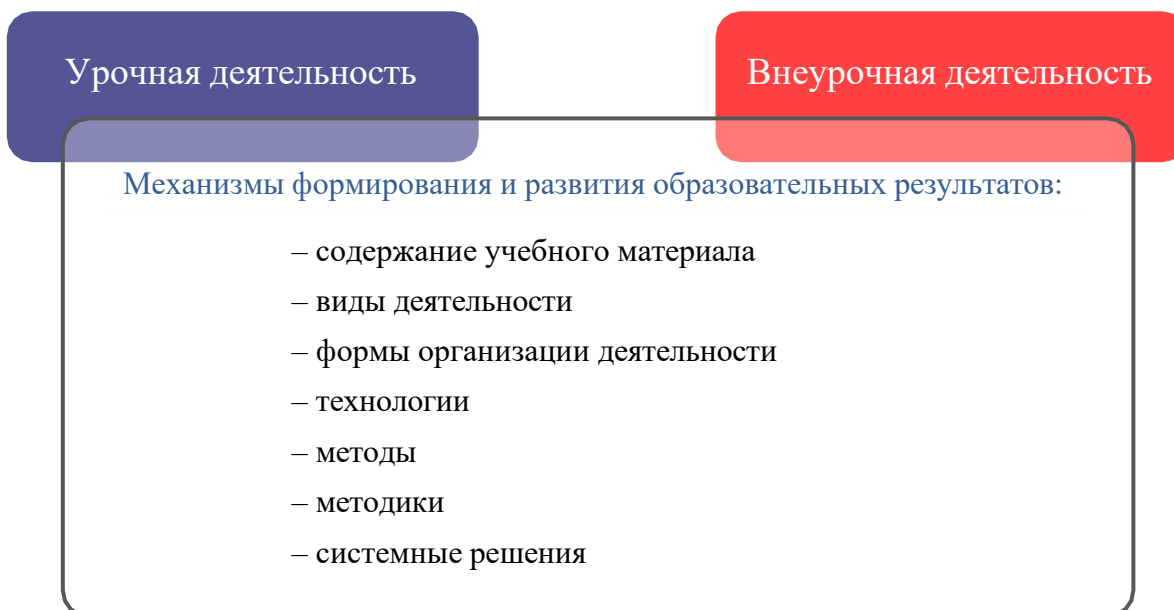 Урочная деятельность
Внеурочная деятельность
Механизмы формирования и развития образовательных результатов:
– содержание учебного материала
– виды деятельности
– формы организации деятельности
– технологии
– методы
– методики
– системные решения